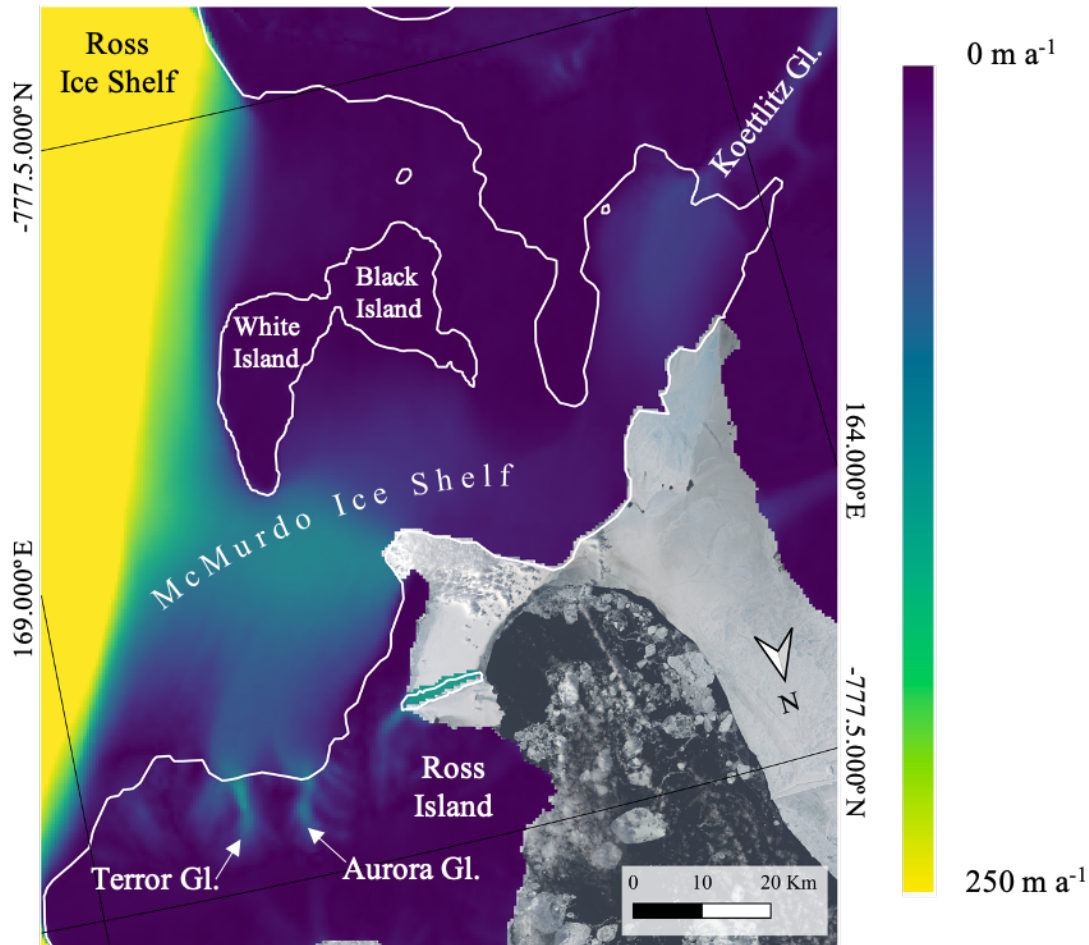 Ross
Ice Shelf
0 m a⁻¹
Koettlitz Gl.
-777.5.000°N
Black
Island
White
Island
McMurdo Ice Shelf
164.000°E
169.000°E
N
-777.5.000°N
Ross
Island
Terror Gl.
Aurora Gl.
0 10 20 Km
250 m a⁻¹